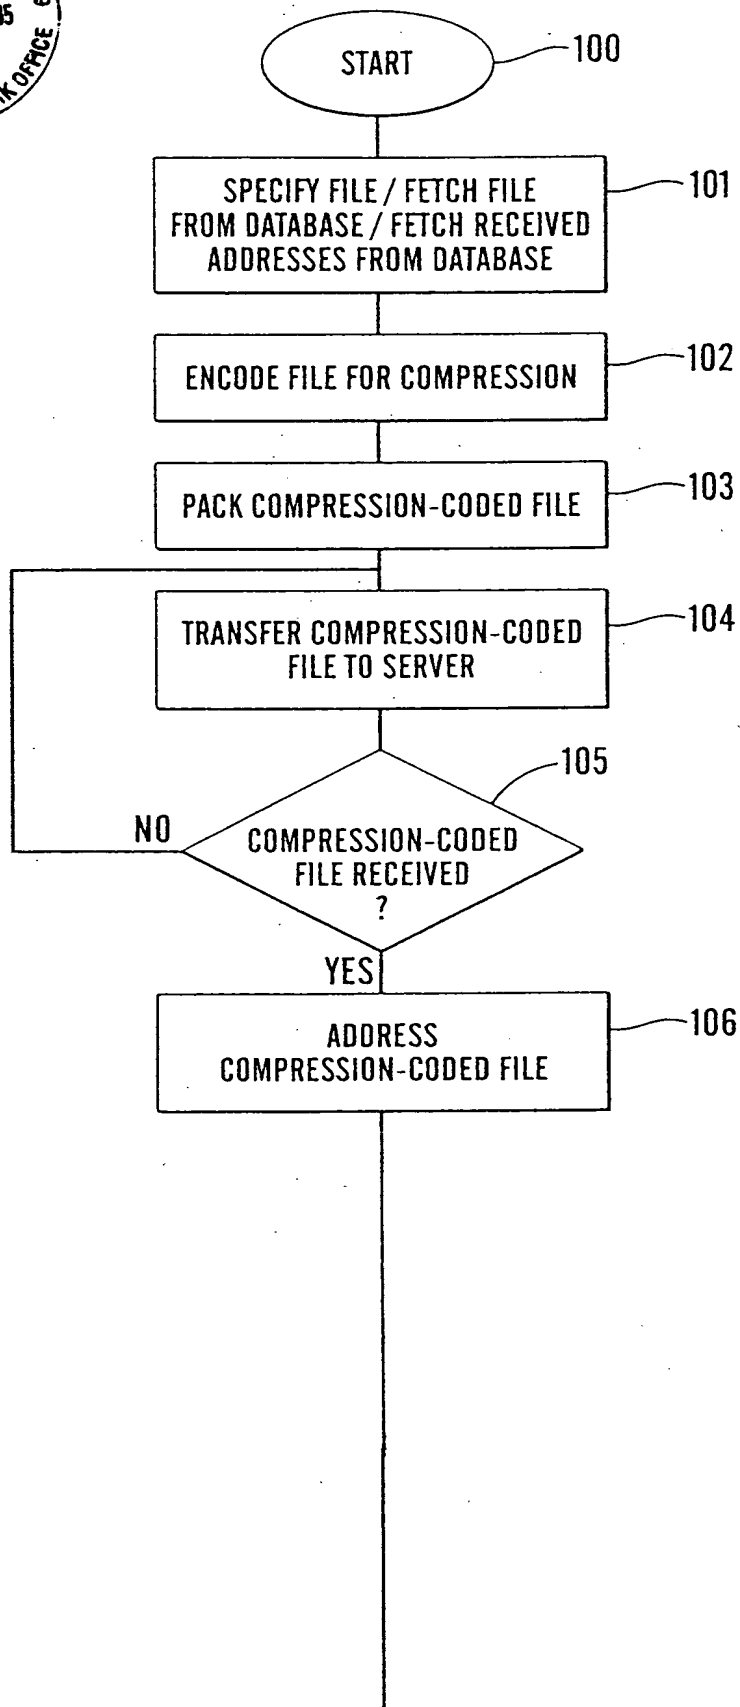 START
100
SPECIFY FILE / FETCH FILE
FROM DATABASE / FETCH RECEIVED
ADDRESSES FROM DATABASE
101
ENCODE FILE FOR COMPRESSION
102
PACK COMPRESSION-CODED FILE
103
TRANSFER COMPRESSION-CODED
FILE TO SERVER
104
105
COMPRESSION-CODED
FILE RECEIVED
?
NO
YES
ADDRESS
COMPRESSION-CODED FILE
106
OFFICE